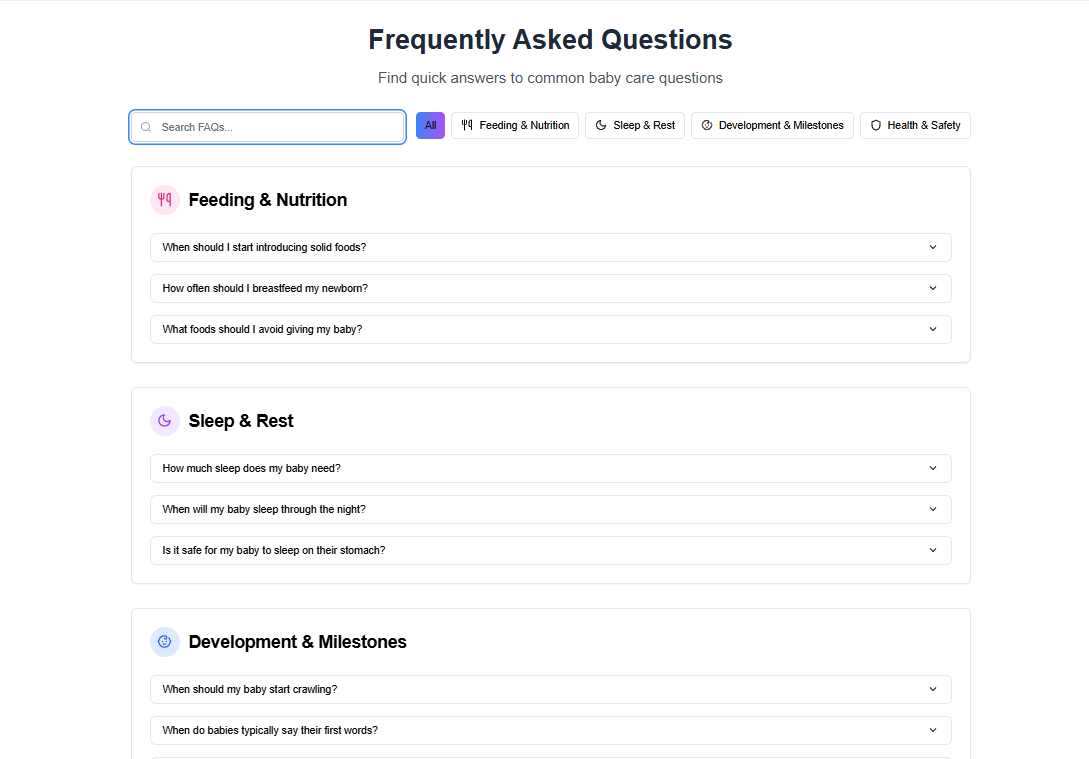 Frequently Asked Questions
Find quick answers to common baby care questions
Search FAQs...
All
Feeding & Nutrition
Sleep & Rest
Development & Milestones
Health & Safety
Feeding & Nutrition
When should I start introducing solid foods?
How often should I breastfeed my newborn?
What foods should I avoid giving my baby?
Sleep & Rest
How much sleep does my baby need?
When will my baby sleep through the night?
Is it safe for my baby to sleep on their stomach?
Development & Milestones
When should my baby start crawling?
When do babies typically say their first words?